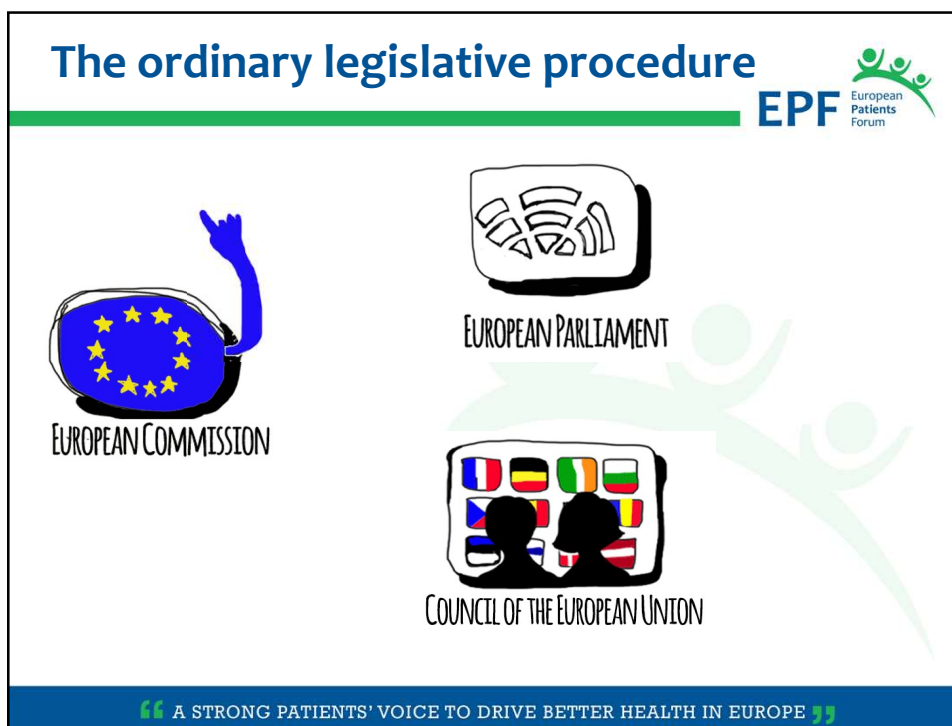 The ordinary legislative procedure
EPF
European
Patients
Forum
EUROPEAN PARLIAMENT
EUROPEAN COMMISSION
COUNCIL OF THE EUROPEAN UNION
“ A STRONG PATIENTS’ VOICE TO DRIVE BETTER HEALTH IN EUROPE ”